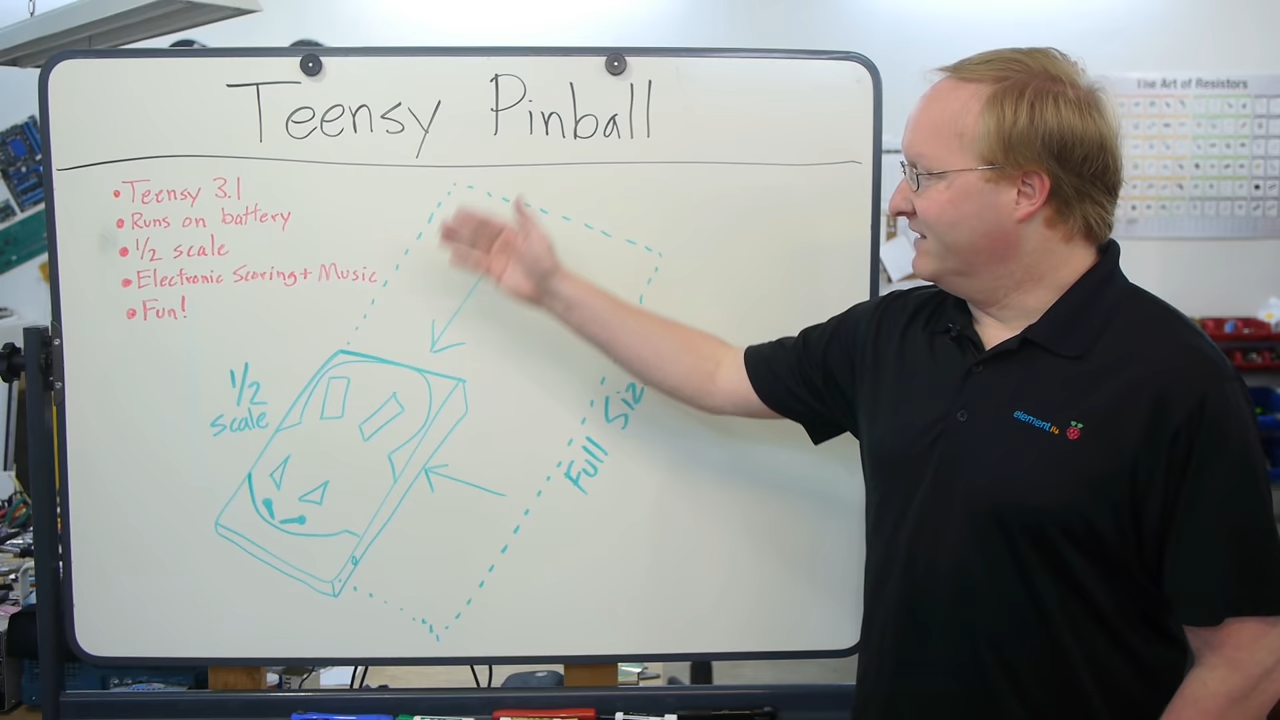 The Art of Resistors
Teensy Pinball
• Teensy 3.1
• Runs on battery
• 1/2 scale
• Electronic Scoring + Music
• Fun!
1/2
scale
Full Siz
element14